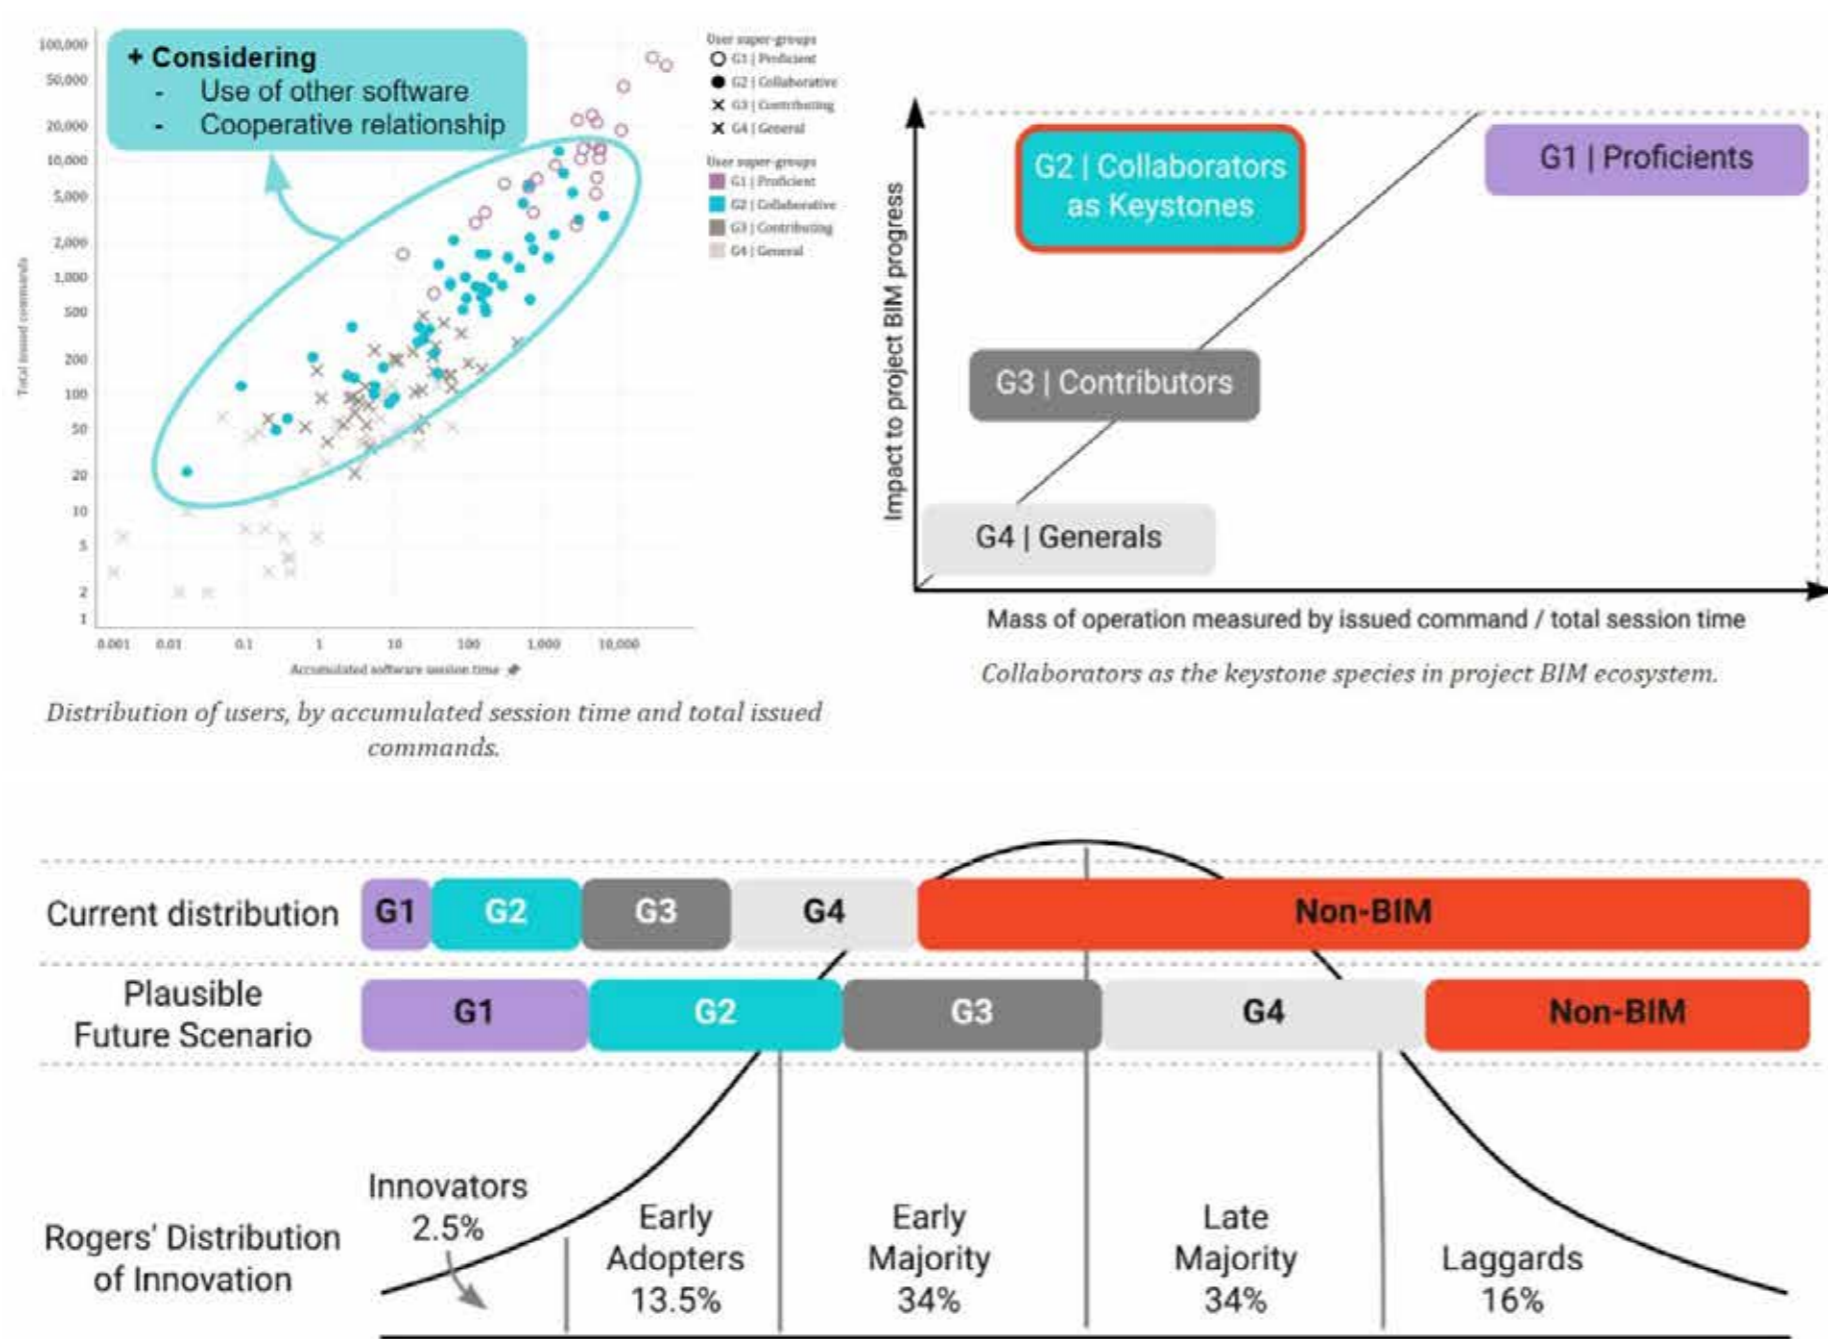 + Considering
- Use of other software
- Cooperative relationship
100,000
50,000
20,000
10,000
5,000
2,000
1,000
500
200
100
50
20
10
5
2
1
Total issued commands
0.001 0.01 0.1 1 10 100 1,000 10,000
Accumulated software session time
User super-groups
G1 | Proficient
G2 | Collaborative
G3 | Contributing
G4 | General
User super-groups
G1 | Proficient
G2 | Collaborative
G3 | Contributing
G4 | General
Distribution of users, by accumulated session time and total issued
commands.
Impact to project BIM progress
G2 | Collaborators
as Keystones
G1 | Proficients
G3 | Contributors
G4 | Generals
Mass of operation measured by issued command / total session time
Collaborators as the keystone species in project BIM ecosystem.
Current distribution
G1 G2 G3 G4 Non-BIM
Plausible
Future Scenario
G1 G2 G3 G4 Non-BIM
Rogers' Distribution
of Innovation
Innovators
2.5%
Early
Adopters
13.5%
Early
Majority
34%
Late
Majority
34%
Laggards
16%